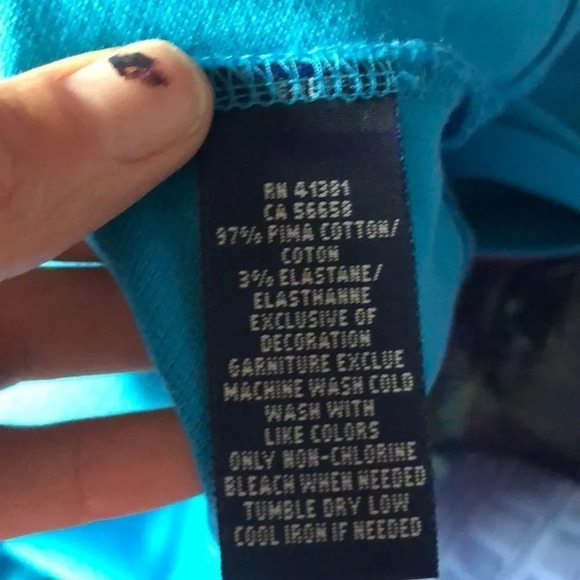 RN 41381
CA 56658
97% PIMA COTTON/
COTON
3% ELASTANE/
ELASTHANNE
EXCLUSIVE OF
DECORATION
GARNITURE EXCLUE
MACHINE WASH COLD
WASH WITH
LIKE COLORS
ONLY NON-CHLORINE
BLEACH WHEN NEEDED
TUMBLE DRY LOW
COOL IRON IF NEEDED